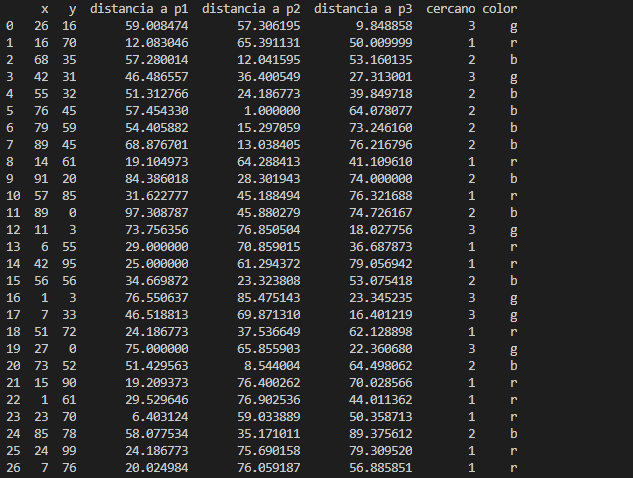 x y distancia a p1 distancia a p2 distancia a p3 cercano color
0 26 16 59.008474 57.306195 9.848858 3 g
1 16 70 12.083046 65.391131 50.009999 1 r
2 68 35 57.280014 12.041595 53.160135 2 b
3 42 31 46.486557 36.400549 27.313001 3 g
4 55 32 51.312766 24.186773 39.849718 2 b
5 76 45 57.454330 1.000000 64.078077 2 b
6 79 59 54.405882 15.297059 73.246160 2 b
7 89 45 68.876701 13.038405 76.216796 2 b
8 14 61 19.104973 64.288413 41.109610 1 r
9 91 20 84.386018 28.301943 74.000000 2 b
10 57 85 31.622777 45.188494 76.321688 1 r
11 89 0 97.308787 45.880279 74.726167 2 b
12 11 3 73.756356 76.850504 18.027756 3 g
13 6 55 29.000000 70.859015 36.687873 1 r
14 42 95 25.000000 61.294372 79.056942 1 r
15 56 56 34.669872 23.323808 53.075418 2 b
16 1 3 76.550637 85.475143 23.345235 3 g
17 7 33 46.518813 69.871310 16.401219 3 g
18 51 72 24.186773 37.536649 62.128898 1 r
19 27 0 75.000000 65.855903 22.360680 3 g
20 73 52 51.429563 8.544004 64.498062 2 b
21 15 90 19.209373 76.400262 70.028566 1 r
22 1 61 29.529646 76.902536 44.011362 1 r
23 23 70 6.403124 59.033889 50.358713 1 r
24 85 78 58.077534 35.171011 89.375612 2 b
25 24 99 24.186773 75.690158 79.309520 1 r
26 7 76 20.024984 76.059187 56.885851 1 r